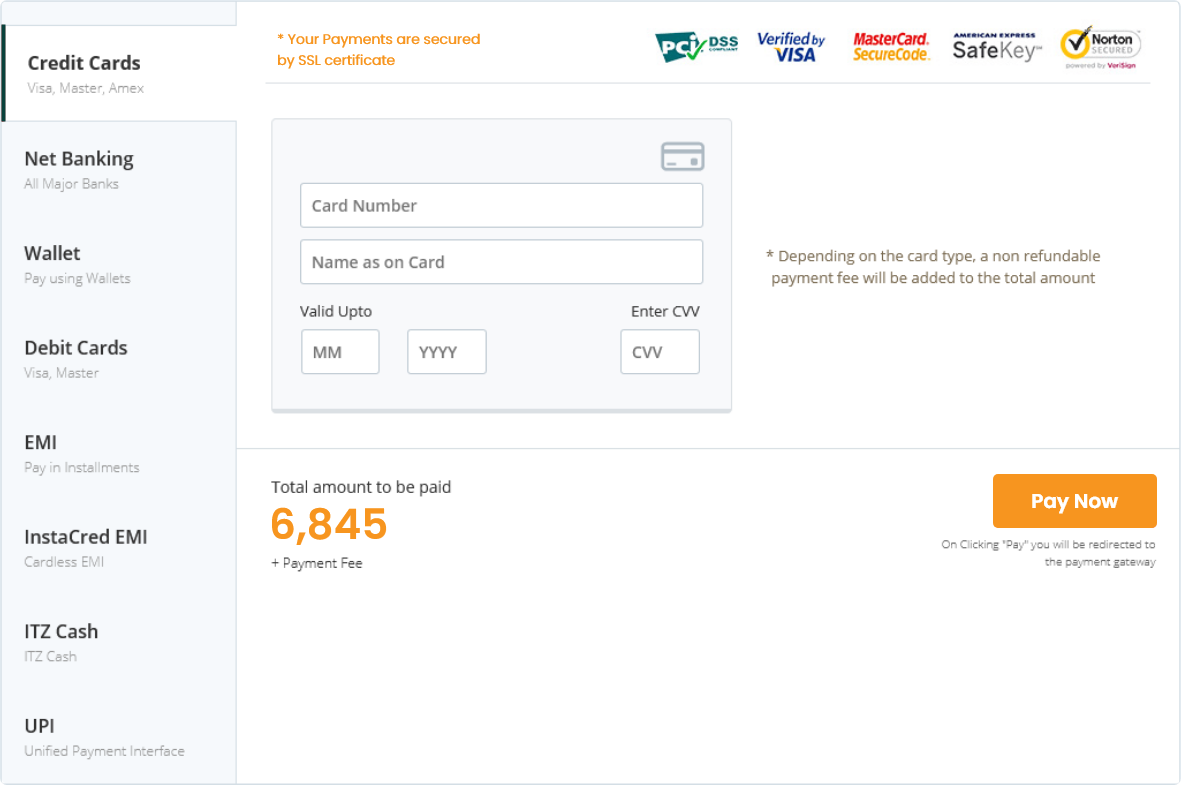 Credit Cards
Visa, Master, Amex
Net Banking
All Major Banks
Wallet
Pay using Wallets
Debit Cards
Visa, Master
EMI
Pay in Installments
InstaCred EMI
Cardless EMI
ITZ Cash
ITZ Cash
UPI
Unified Payment Interface
* Your Payments are secured
by SSL certificate
PCI DSS
COMPLIANT
Verified by
VISA
MasterCard.
SecureCode.
AMERICAN EXPRESS
SafeKey℠
Norton
SECURED
powered by VeriSign
Card Number
Name as on Card
Valid Upto
Enter CVV
MM
YYYY
CVV
* Depending on the card type, a non refundable
payment fee will be added to the total amount
Total amount to be paid
6,845
+ Payment Fee
Pay Now
On Clicking "Pay" you will be redirected to
the payment gateway